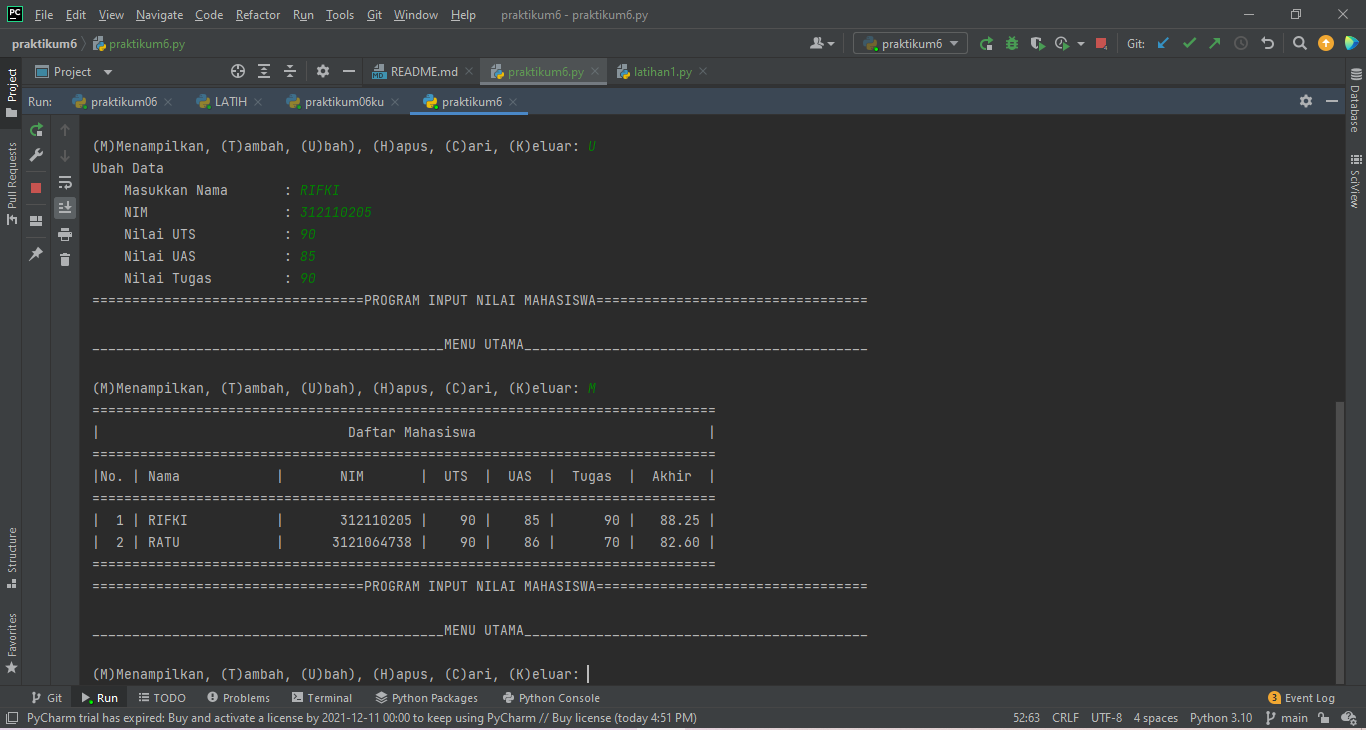 PC File Edit View Navigate Code Refactor Run Tools Git Window Help praktikum6 - praktikum6.py
praktikum6 praktikum6.py praktikum6 Git:
Project README.md praktikum6.py latihan1.py
Run: praktikum06 LATIH praktikum06ku praktikum6
Project
Pull Requests
Structure
Favorites
Database
SciView
(M)Menampilkan, (T)ambah, (U)bah), (H)apus, (C)ari, (K)eluar: U
Ubah Data
Masukkan Nama : RIFKI
NIM : 312110205
Nilai UTS : 90
Nilai UAS : 85
Nilai Tugas : 90
==================================PROGRAM INPUT NILAI MAHASISWA==================================
____________________________________________MENU UTAMA___________________________________________
(M)Menampilkan, (T)ambah, (U)bah), (H)apus, (C)ari, (K)eluar: M
==============================================================================
| Daftar Mahasiswa |
==============================================================================
|No. | Nama | NIM | UTS | UAS | Tugas | Akhir |
==============================================================================
| 1 | RIFKI | 312110205 | 90 | 85 | 90 | 88.25 |
| 2 | RATU | 3121064738 | 90 | 86 | 70 | 82.60 |
==============================================================================
==================================PROGRAM INPUT NILAI MAHASISWA==================================
____________________________________________MENU UTAMA___________________________________________
(M)Menampilkan, (T)ambah, (U)bah), (H)apus, (C)ari, (K)eluar:
Git Run TODO Problems Terminal Python Packages Python Console 3 Event Log
PyCharm trial has expired: Buy and activate a license by 2021-12-11 00:00 to keep using PyCharm // Buy license (today 4:51 PM) 52:63 CRLF UTF-8 4 spaces Python 3.10 main